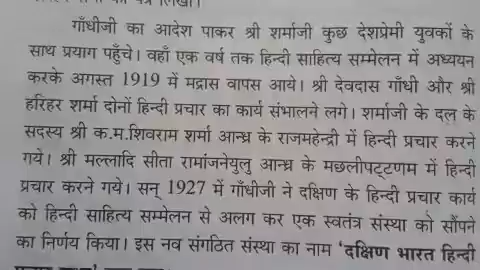 गाँधीजी का आदेश पाकर श्री शर्माजी कुछ देशप्रेमी युवकों के
साथ प्रयाग पहुँचे। वहाँ एक वर्ष तक हिन्दी साहित्य सम्मेलन में अध्ययन
करके अगस्त 1919 में मद्रास वापस आये। श्री देवदास गाँधी और श्री
हरिहर शर्मा दोनों हिन्दी प्रचार का कार्य संभालने लगे। शर्माजी के दल के
सदस्य श्री क.म.शिवराम शर्मा आन्ध्र के राजमहेन्द्री में हिन्दी प्रचार करने
गये। श्री मल्लादि सीता रामांजनेयुलु आन्ध्र के मछलीपट्टणम में हिन्दी
प्रचार करने गये। सन् 1927 में गाँधीजी ने दक्षिण के हिन्दी प्रचार कार्य
को हिन्दी साहित्य सम्मेलन से अलग कर एक स्वतंत्र संस्था को सौंपने
का निर्णय किया। इस नव संगठित संस्था का नाम ‘दक्षिण भारत हिन्दी